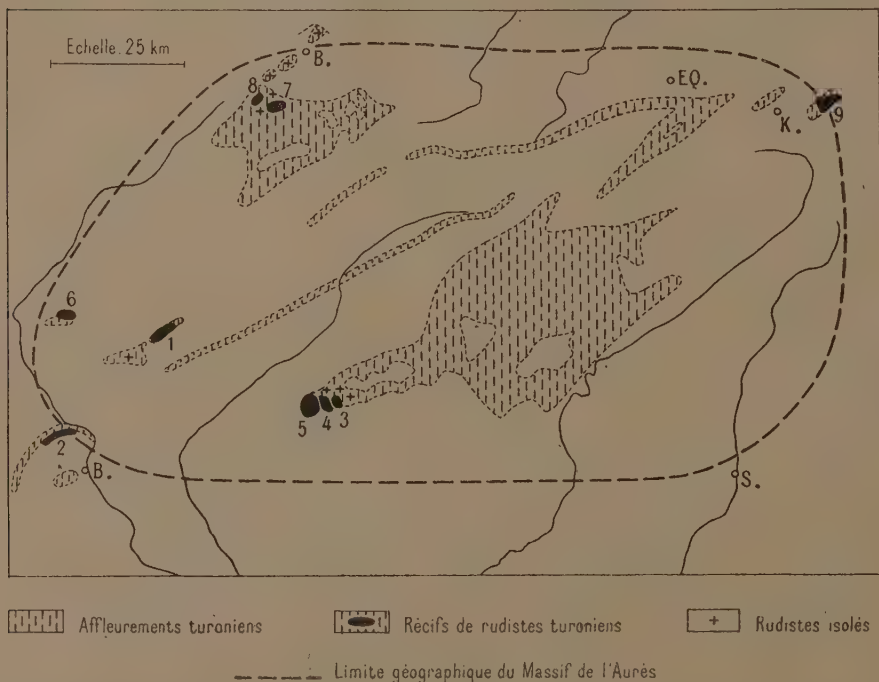 Echelle. 25 km
B.
EQ.
8
7
K.
9
6
1
5
4
3
2
B.
S.
Affleurements turoniens
Récifs de rudistes turoniens
+ Rudistes isolés
Limite géographique du Massif de l'Aurès